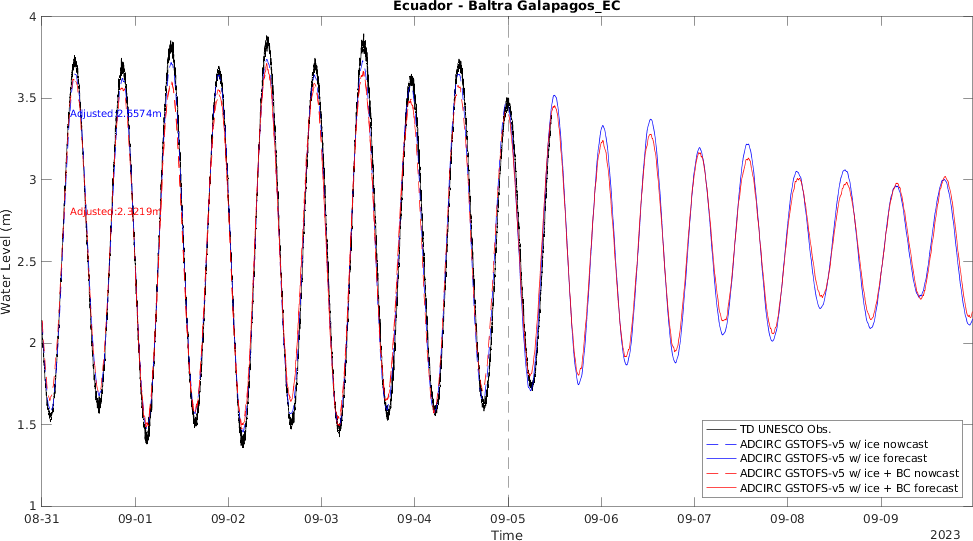 Ecuador - Baltra Galapagos_EC
Water Level (m)
4
3.5
3
2.5
2
1.5
1
Adjusted:2.5574m
Adjusted:2.3219m
TD UNESCO Obs.
ADCIRC GSTOFS-v5 w/ ice nowcast
ADCIRC GSTOFS-v5 w/ ice forecast
ADCIRC GSTOFS-v5 w/ ice + BC nowcast
ADCIRC GSTOFS-v5 w/ ice + BC forecast
08-31 09-01 09-02 09-03 09-04 09-05 09-06 09-07 09-08 09-09
Time
2023